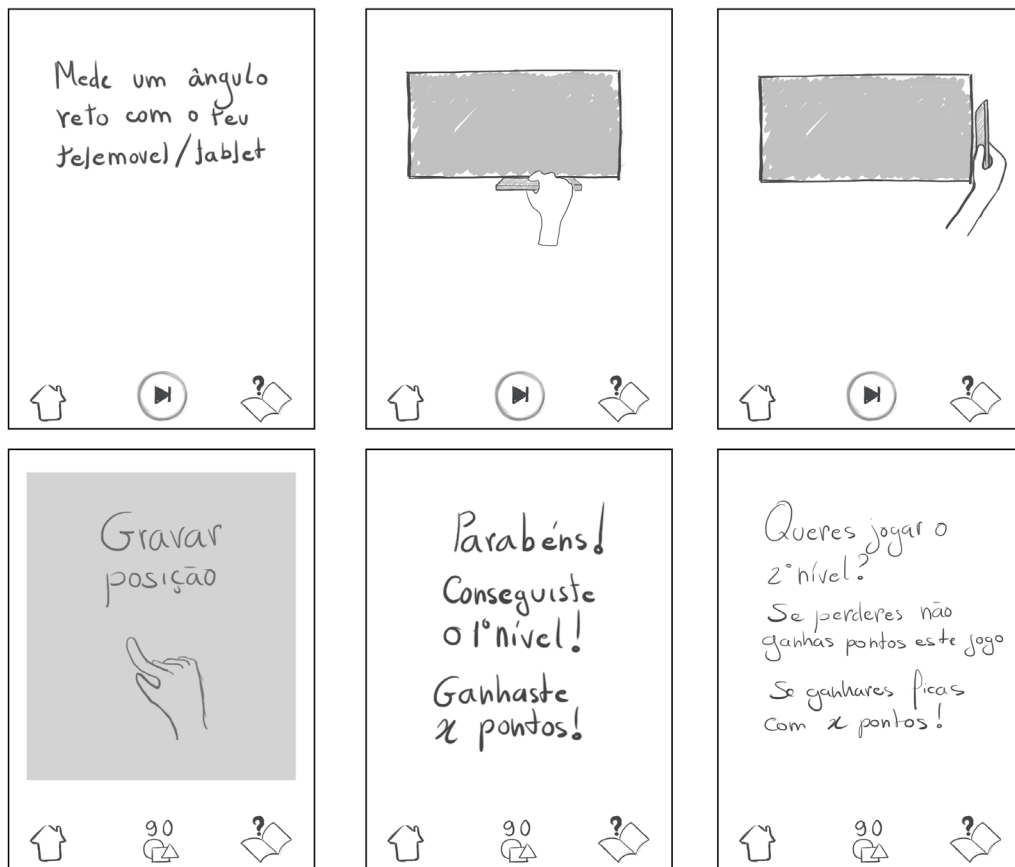 Mede um ângulo
reto com o teu
telemovel/tablet
?
?
?
Gravar
posição
90
?
Parabéns!
Conseguiste
o 1º nível!
Ganhaste
x pontos!
90
?
Queres jogar o
2º nível?
Se perderes não
ganhas pontos este jogo
Se ganhares ficas
com x pontos!
90
?